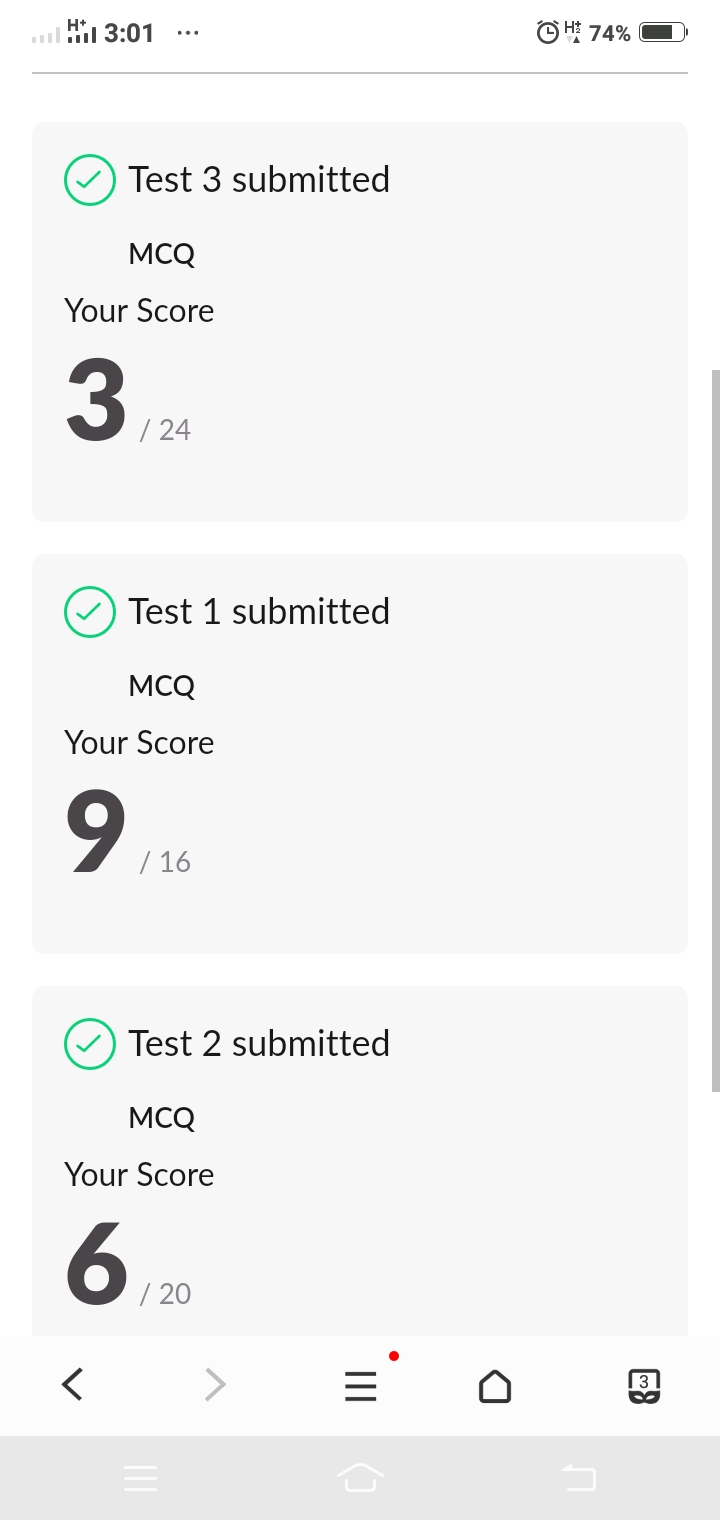 H+ 3:01 ... H+ 2 74%
Test 3 submitted
MCQ
Your Score
3 / 24
Test 1 submitted
MCQ
Your Score
9 / 16
Test 2 submitted
MCQ
Your Score
6 / 20
3